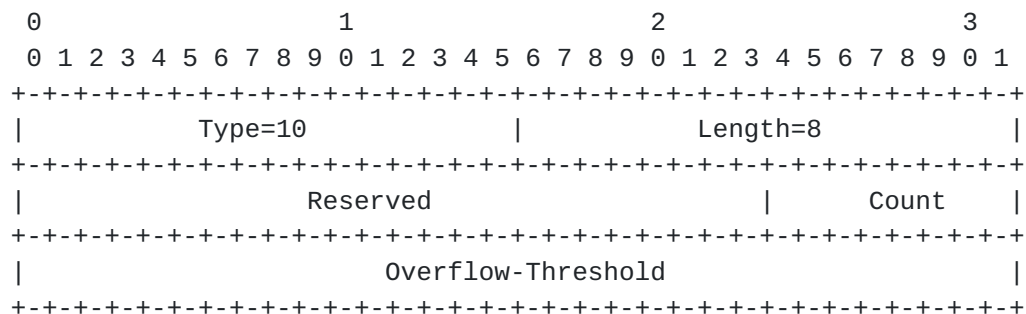 0                   1                   2                   3
 0 1 2 3 4 5 6 7 8 9 0 1 2 3 4 5 6 7 8 9 0 1 2 3 4 5 6 7 8 9 0 1
+-+-+-+-+-+-+-+-+-+-+-+-+-+-+-+-+-+-+-+-+-+-+-+-+-+-+-+-+-+-+-+-+
|           Type=10             |           Length=8            |
+-+-+-+-+-+-+-+-+-+-+-+-+-+-+-+-+-+-+-+-+-+-+-+-+-+-+-+-+-+-+-+-+
|                  Reserved                     |      Count    |
+-+-+-+-+-+-+-+-+-+-+-+-+-+-+-+-+-+-+-+-+-+-+-+-+-+-+-+-+-+-+-+-+
|                       Overflow-Threshold                      |
+-+-+-+-+-+-+-+-+-+-+-+-+-+-+-+-+-+-+-+-+-+-+-+-+-+-+-+-+-+-+-+-+